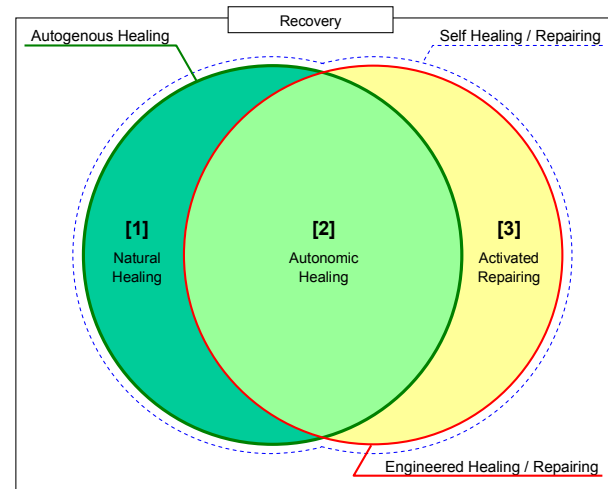 Recovery
Autogenous Healing
Self Healing / Repairing
[1]
Natural
Healing
[2]
Autonomic
Healing
[3]
Activated
Repairing
Engineered Healing / Repairing